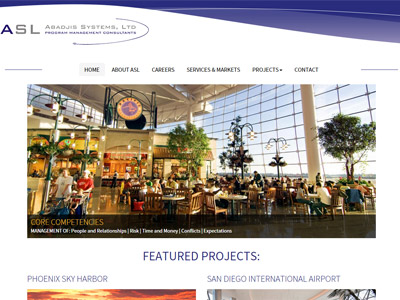 ASL ABADJIS SYSTEMS, LTD
PROGRAM MANAGEMENT CONSULTANTS
HOME ABOUT ASL CAREERS SERVICES & MARKETS PROJECTS CONTACT
CORE COMPETENCIES
MANAGEMENT OF: People and Relationships | Risk | Time and Money | Conflicts | Expectations
FEATURED PROJECTS:
PHOENIX SKY HARBOR SAN DIEGO INTERNATIONAL AIRPORT